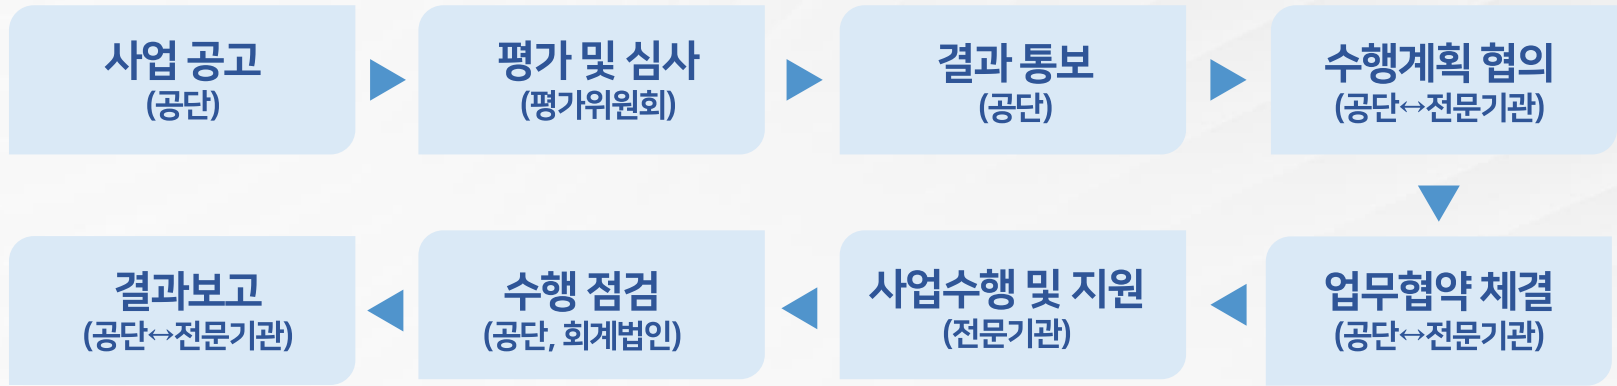 사업 공고
(공단)
평가 및 심사
(평가위원회)
결과 통보
(공단)
수행계획 협의
(공단↔전문기관)
업무협약 체결
(공단↔전문기관)
사업수행 및 지원
(전문기관)
수행 점검
(공단, 회계법인)
결과보고
(공단↔전문기관)